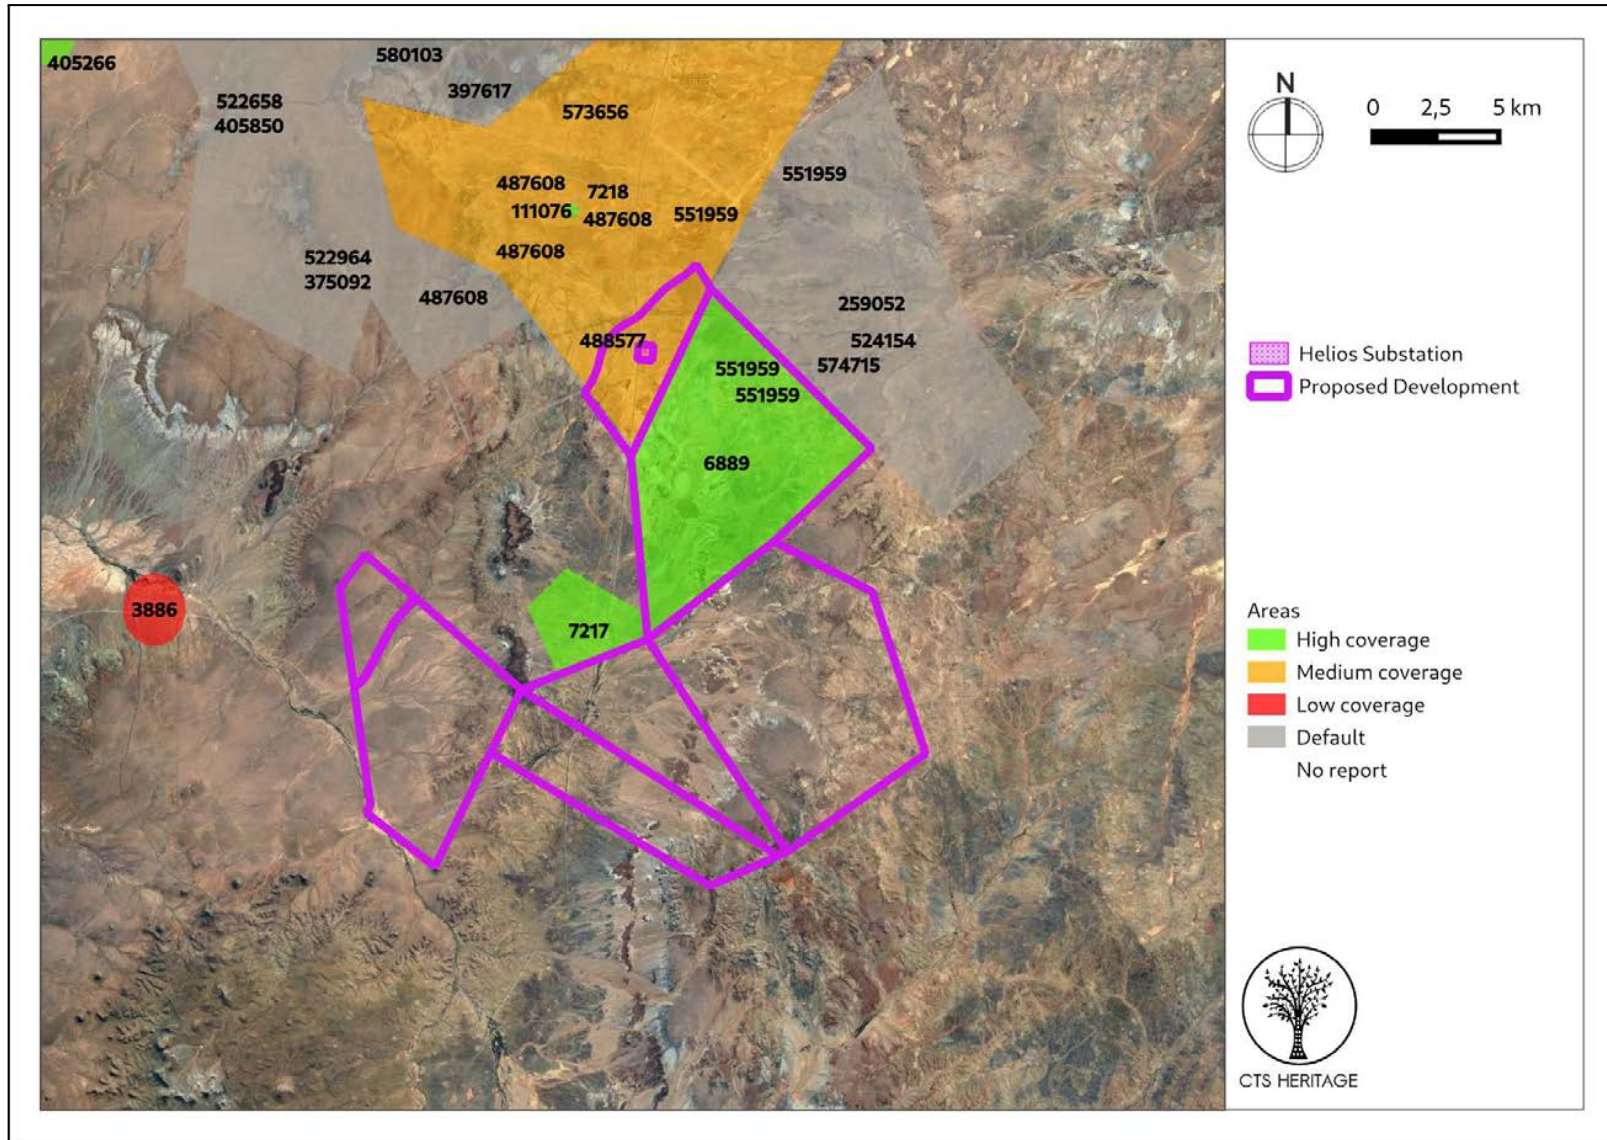 405266
580103
397617
522658
405850
573656
487608
7218
111076
487608
551959
551959
487608
522964
375092
487608
259052
488577
524154
574715
551959
551959
6889
3886
7217
N
0 2,5 5 km
Helios Substation
Proposed Development
Areas
High coverage
Medium coverage
Low coverage
Default
No report
CTS HERITAGE